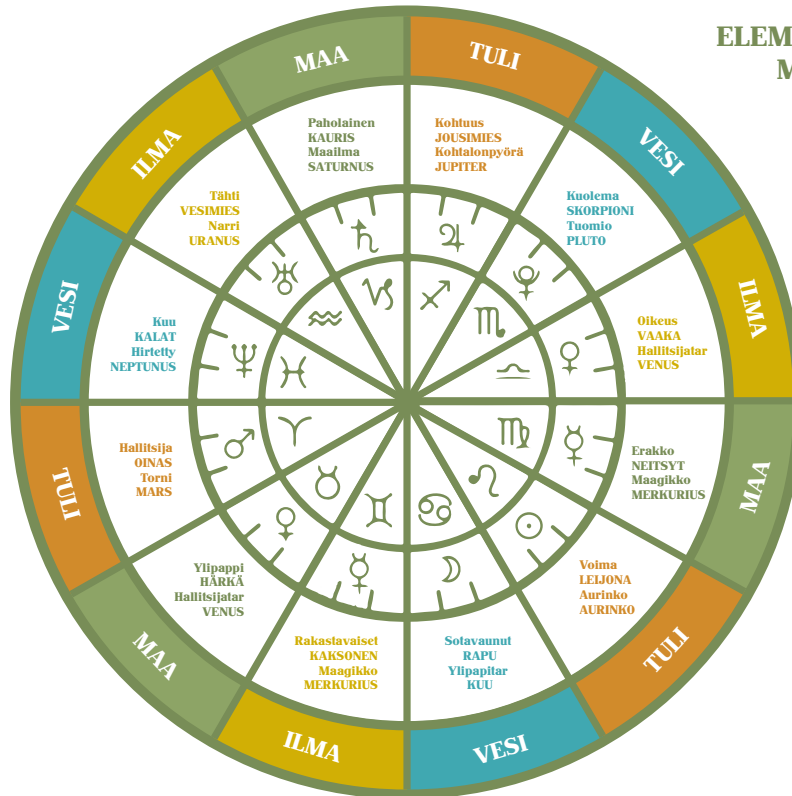 ELEM
M
TULI
Kohtuus
JOUSIMIES
Kohtalonpyörä
JUPITER
VESI
Kuolema
SKORPIONI
Tuomio
PLUTO
ILMA
Oikeus
VAAKA
Hallitsijatar
VENUS
MAA
Erakko
NEITSYT
Maagikko
MERKURIUS
TULI
Voima
LEIJONA
Aurinko
AURINKO
VESI
Sotavaunut
RAPU
Ylipapitar
KUU
ILMA
Rakastavaiset
KAKSONEN
Maagikko
MERKURIUS
MAA
Ylipappi
HÄRKÄ
Hallitsijatar
VENUS
TULI
Hallitsija
OINAS
Torni
MARS
VESI
Kuu
KALAT
Hirtetty
NEPTUNUS
ILMA
Tähti
VESIMIES
Narri
URANUS
MAA
Paholainen
KAURIS
Maailma
SATURNUS